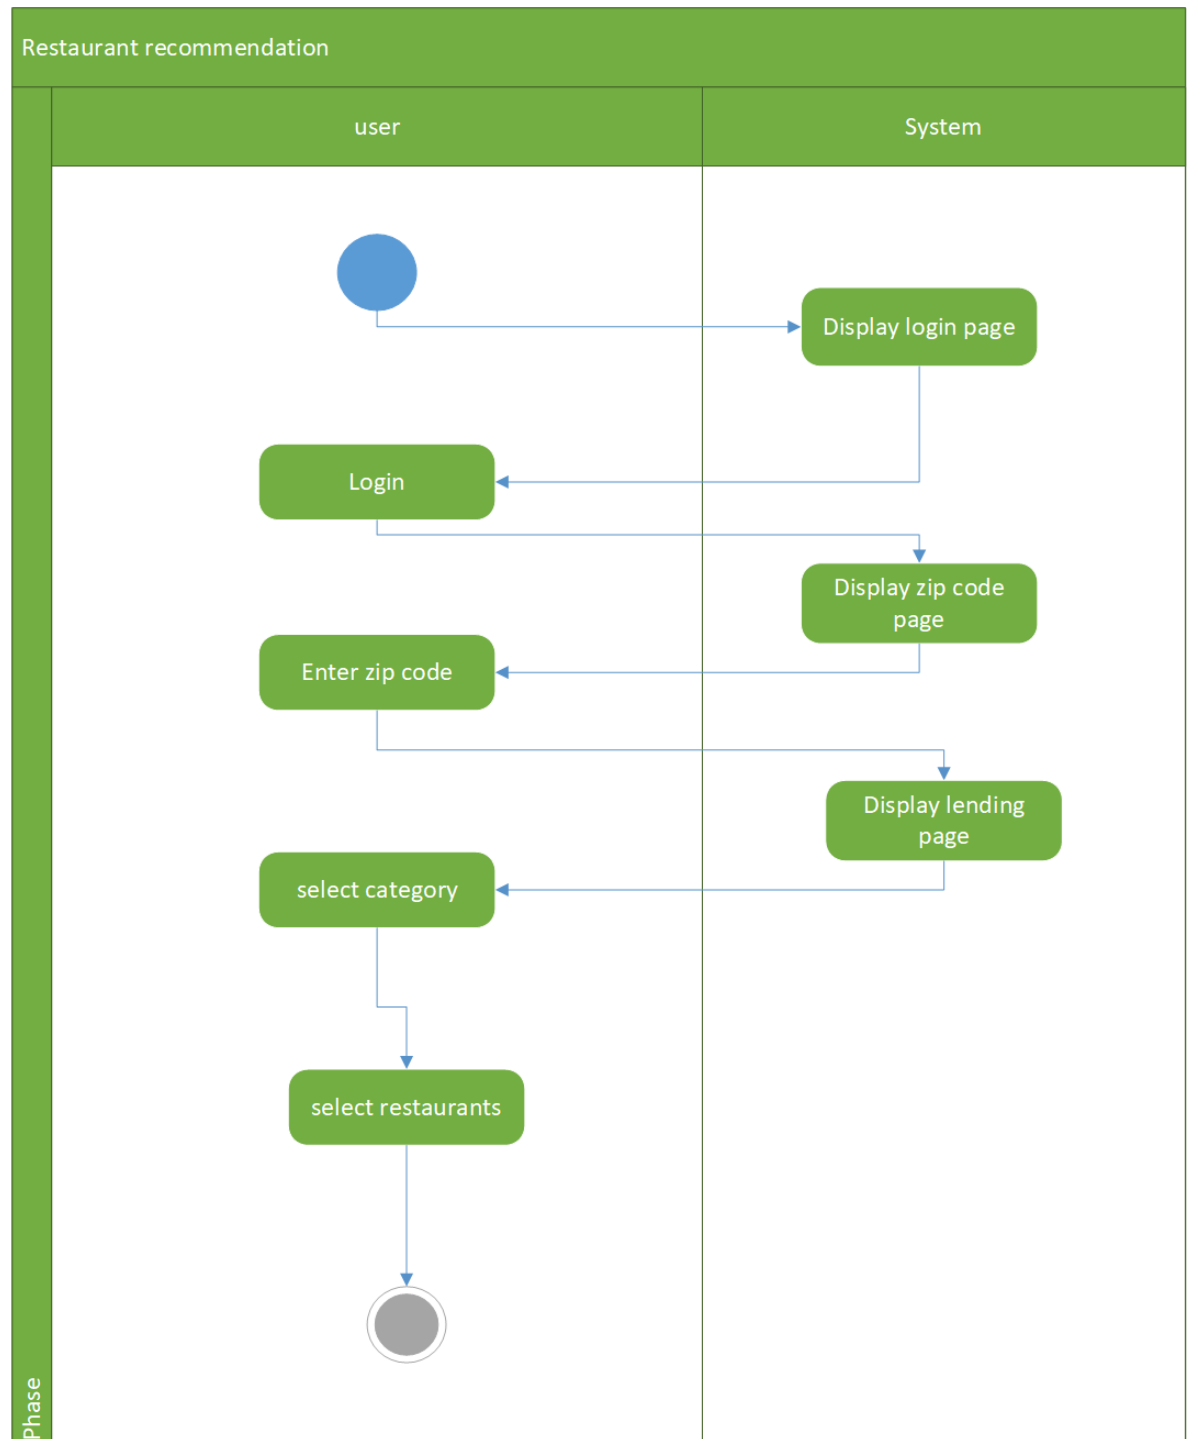 Restaurant recommendation
user
System
Display login page
Login
Display zip code
page
Enter zip code
Display lending
page
select category
select restaurants
Phase